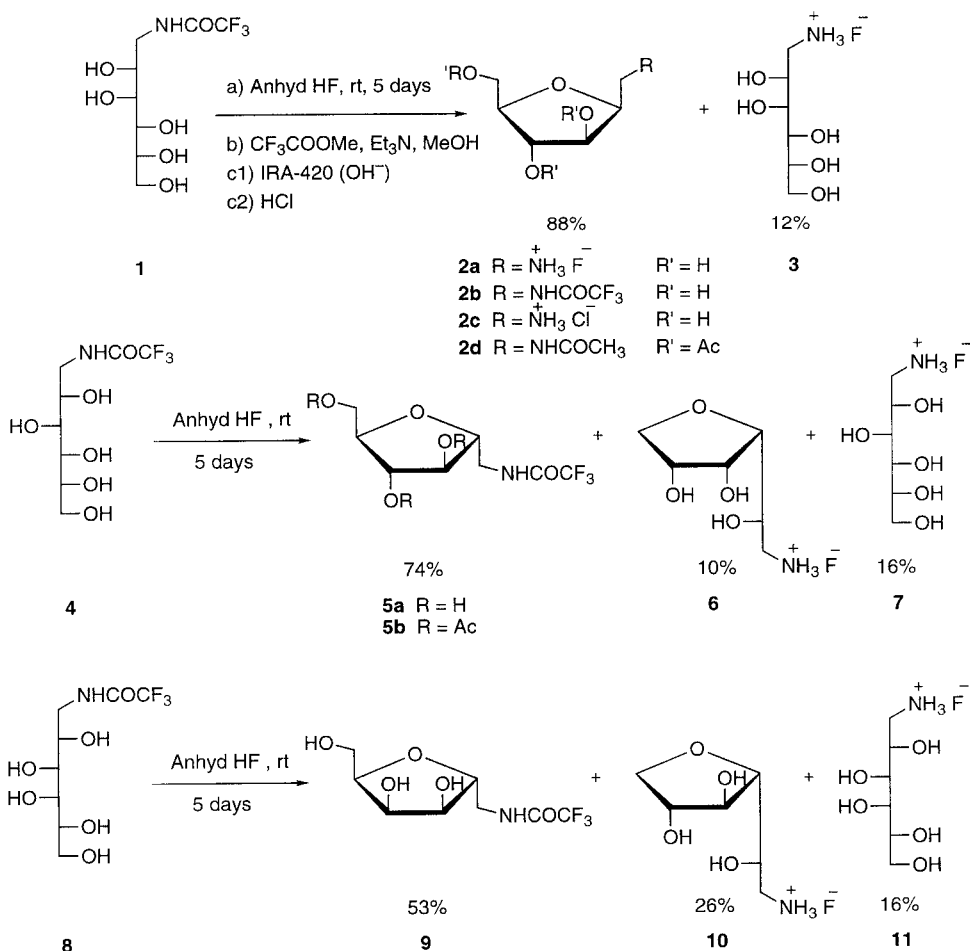 NHCOCF₃
HO
HO
OH
OH
OH
1
a) Anhyd HF, rt, 5 days
b) CF₃COOMe, Et₃N, MeOH
c1) IRA-420 (OH⁻)
c2) HCl
'RO
O
R
R'O
OR'
88%
2a R = N⁺H₃ F⁻ R' = H
2b R = NHCOCF₃ R' = H
2c R = N⁺H₃ Cl⁻ R' = H
2d R = NHCOCH₃ R' = Ac
+
N⁺H₃ F⁻
HO
HO
OH
OH
OH
12%
3
NHCOCF₃
OH
HO
OH
OH
OH
4
Anhyd HF , rt
5 days
RO
O
OR
NHCOCF₃
OR
74%
5a R = H
5b R = Ac
+
O
OH OH
HO
N⁺H₃ F⁻
10%
6
+
N⁺H₃ F⁻
OH
HO
OH
OH
OH
16%
7
NHCOCF₃
OH
HO
HO
OH
OH
8
Anhyd HF , rt
5 days
HO
O
HO OH
NHCOCF₃
53%
9
+
O
OH
OH
HO
N⁺H₃ F⁻
26%
10
+
N⁺H₃ F⁻
OH
HO
HO
OH
OH
16%
11